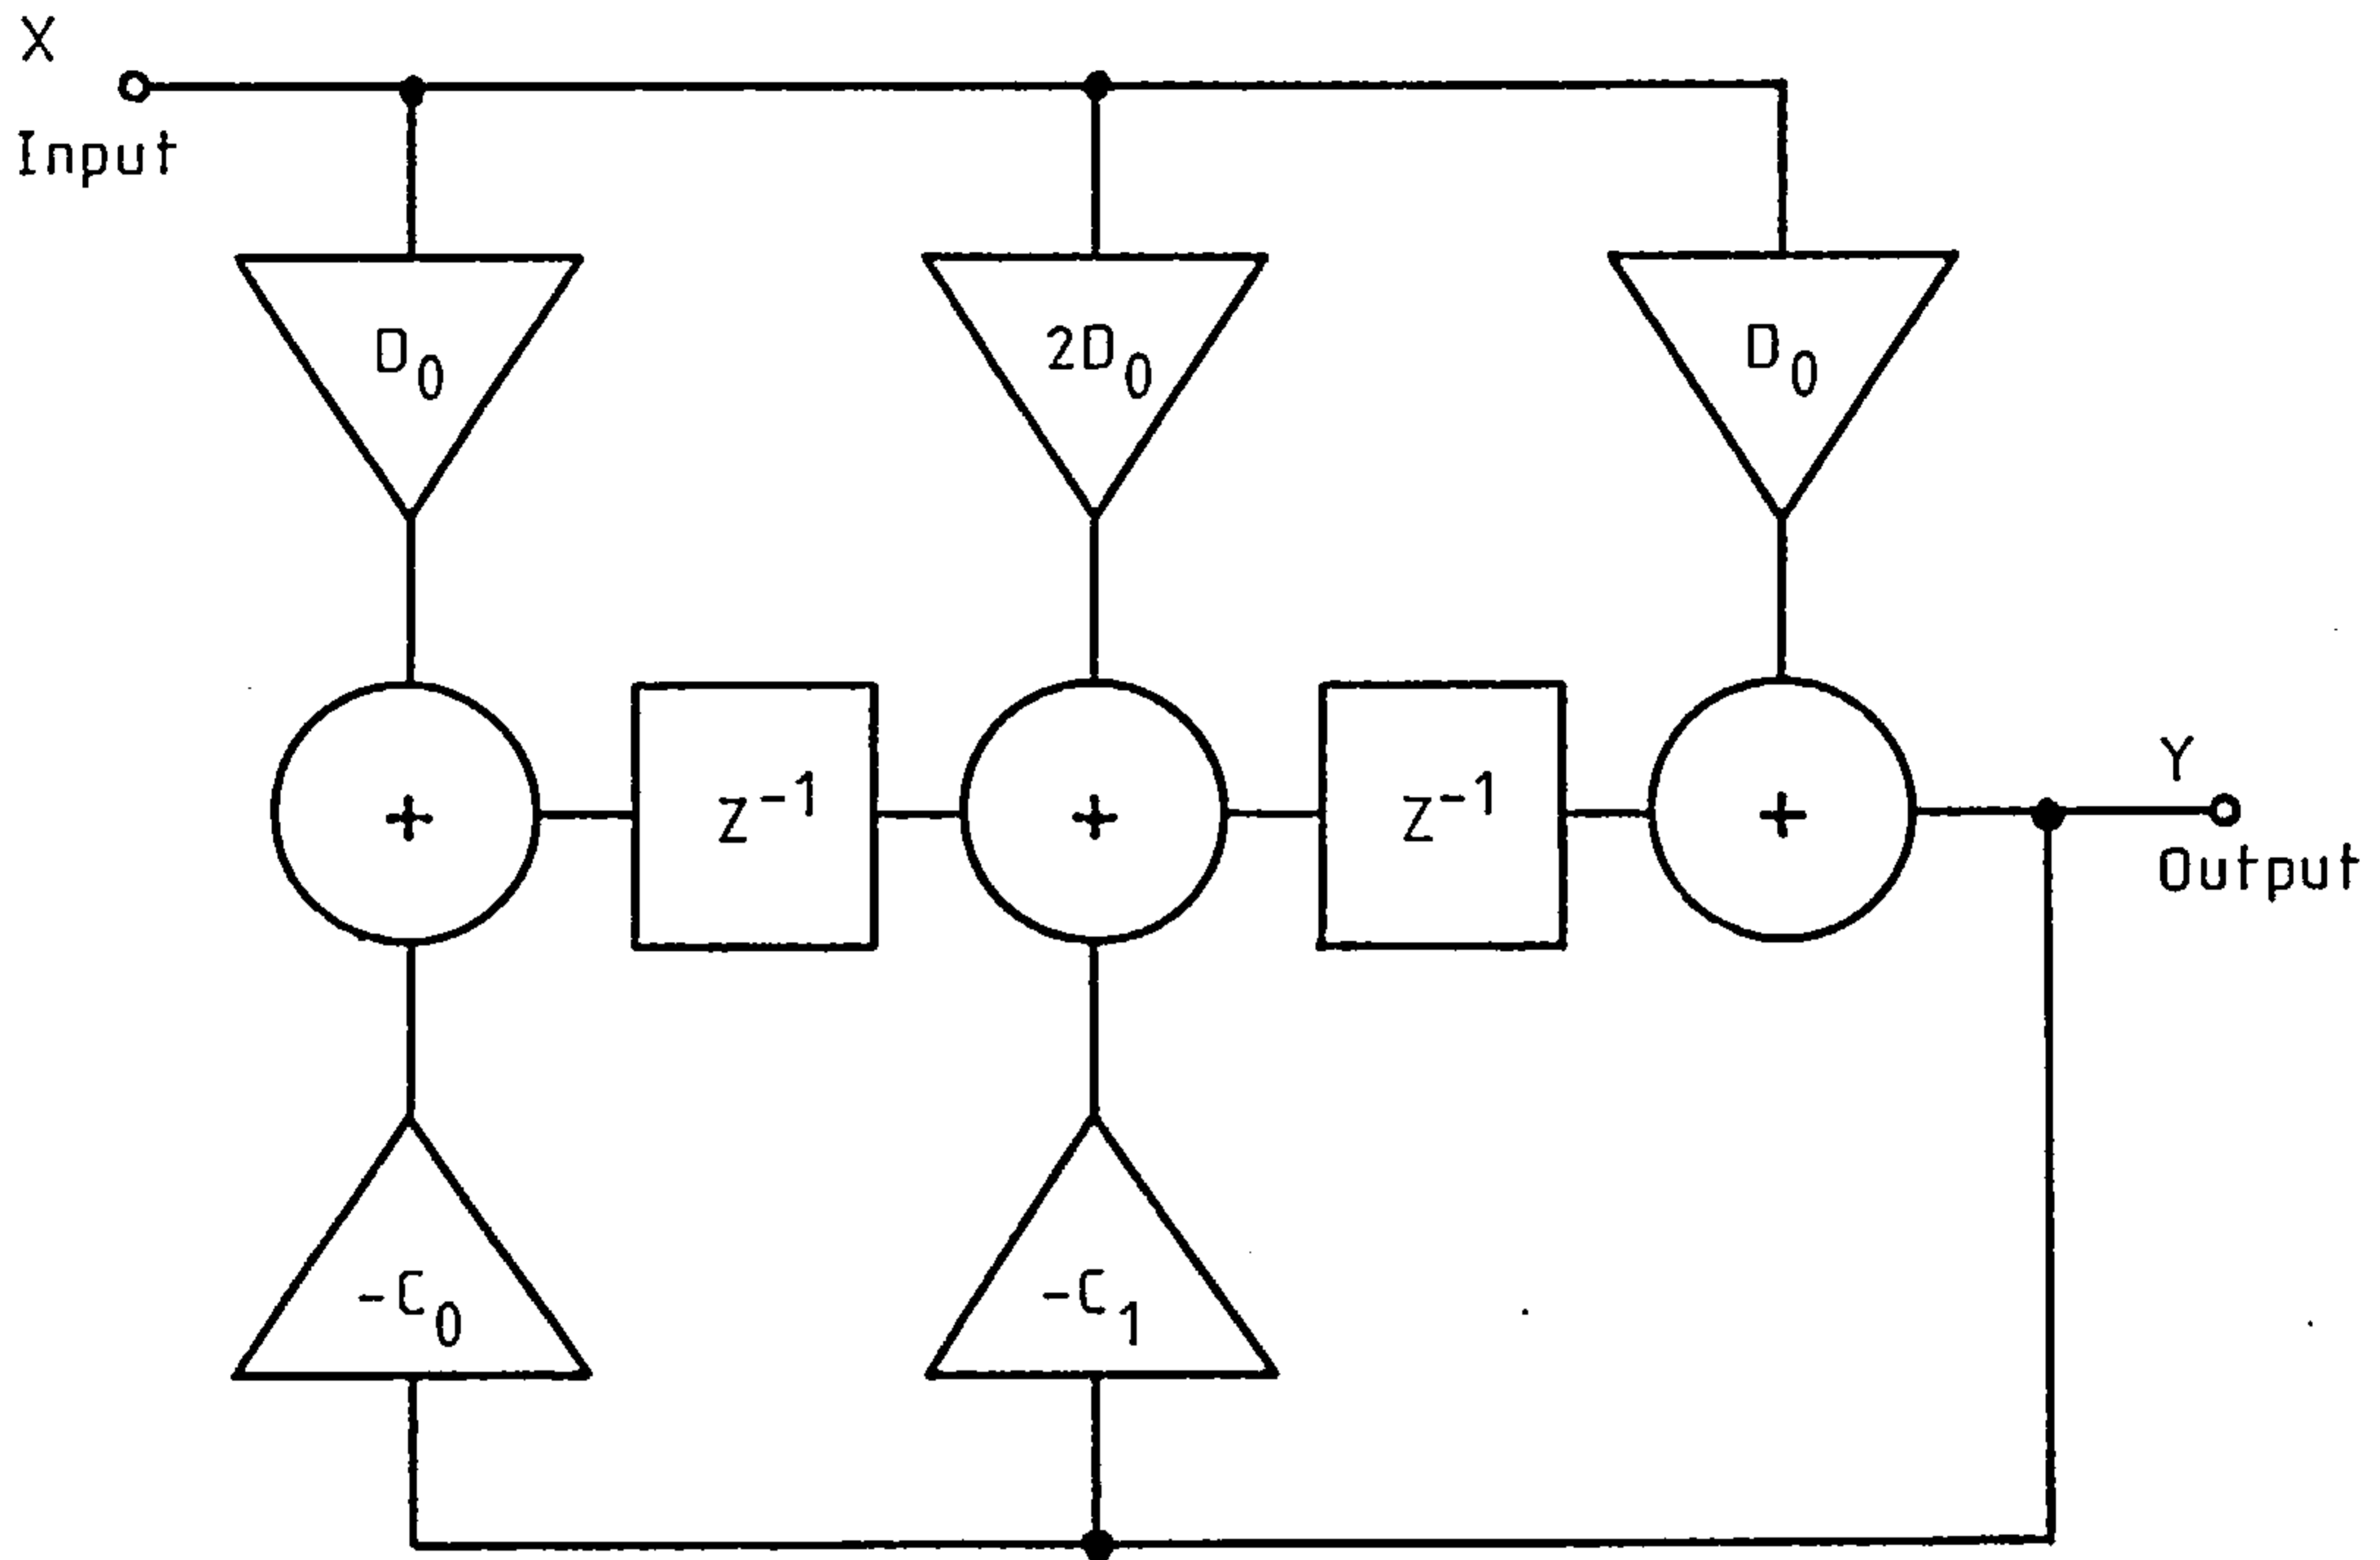 X
Input
D₀
2D₀
D₀
+
z⁻¹
+
z⁻¹
+
Y
Output
-C₀
-C₁